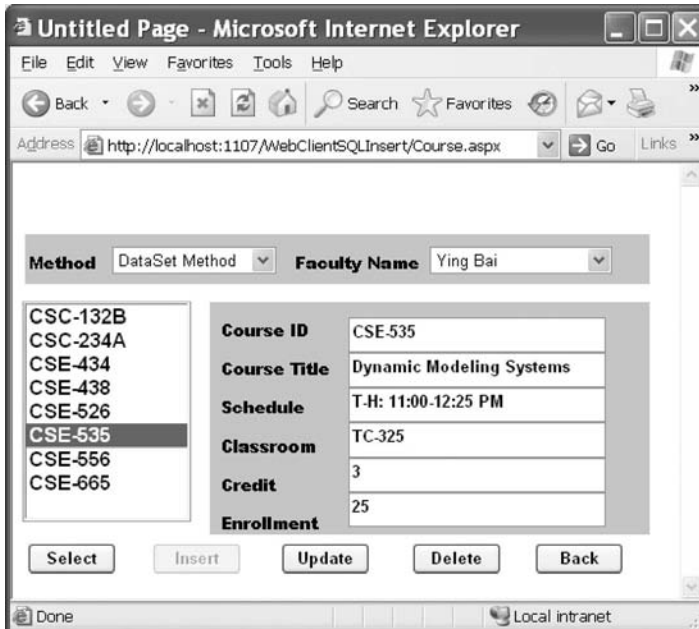 Untitled Page - Microsoft Internet Explorer
File Edit View Favorites Tools Help
Back Search Favorites »
Address http://localhost:1107/WebClientSQLInsert/Course.aspx Go Links »
Method DataSet Method Faculty Name Ying Bai
CSC-132B
CSC-234A
CSE-434
CSE-438
CSE-526
CSE-535
CSE-556
CSE-665
Course ID CSE-535
Course Title Dynamic Modeling Systems
Schedule T-H: 11:00-12:25 PM
Classroom TC-325
Credit 3
Enrollment 25
Select Insert Update Delete Back
Done Local intranet